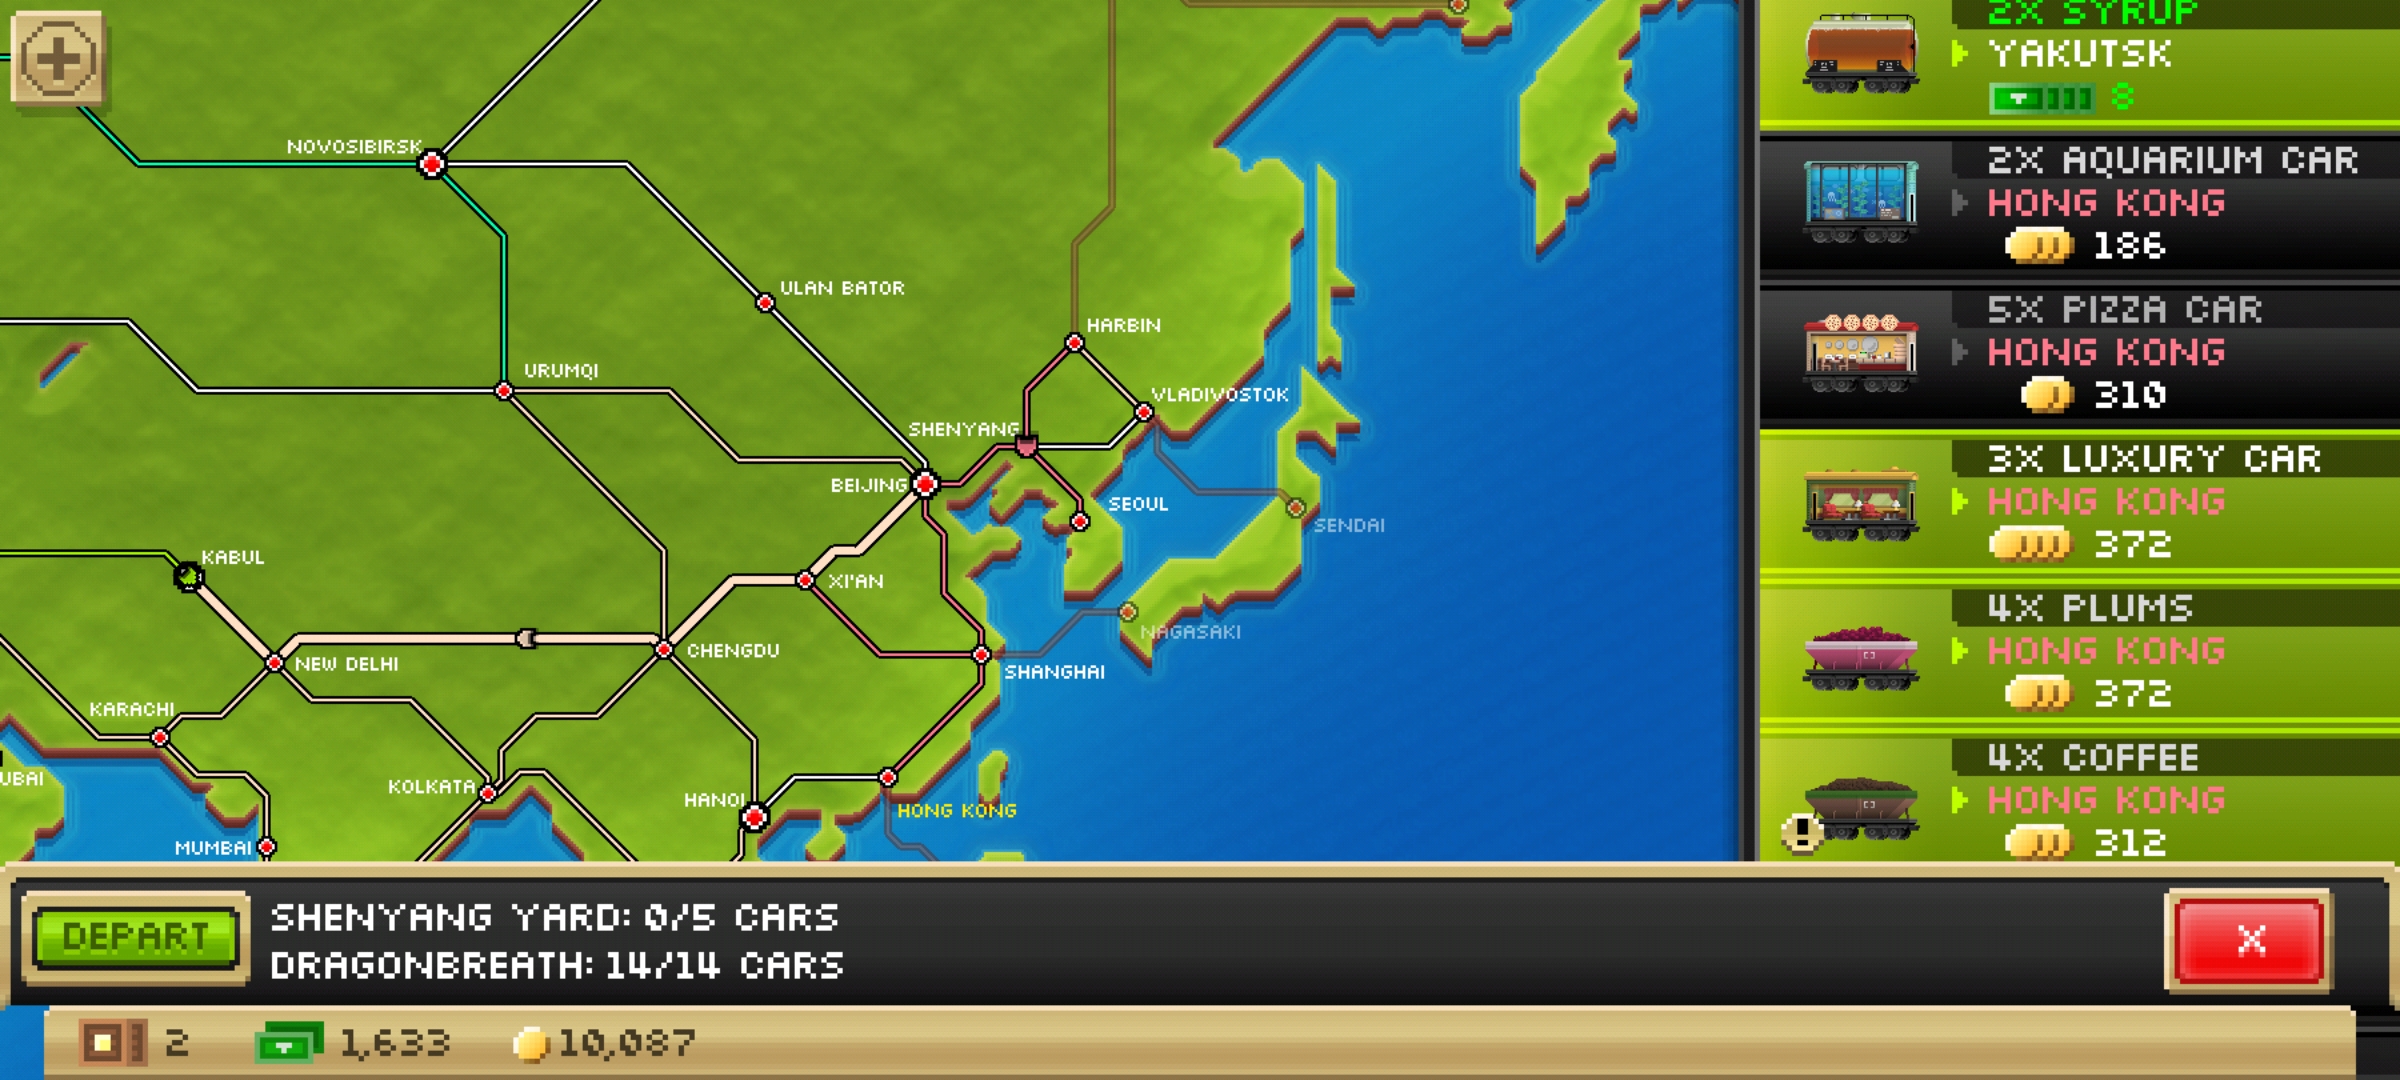 NOVOSIBIRSK
ULAN BATOR
HARBIN
URUMQI
VLADIVOSTOK
SHENYANG
BEIJING
SEOUL
SENDAI
KABUL
XI'AN
NAGASAKI
NEW DELHI
CHENGDU
SHANGHAI
KARACHI
UBAI
KOLKATA
HANOI
HONG KONG
MUMBAI
2X SYRUP
YAKUTSK
8
2X AQUARIUM CAR
HONG KONG
186
5X PIZZA CAR
HONG KONG
310
3X LUXURY CAR
HONG KONG
372
4X PLUMS
HONG KONG
372
4X COFFEE
HONG KONG
312
DEPART
SHENYANG YARD: 0/5 CARS
DRAGONBREATH: 14/14 CARS
X
2
1,633
10,087